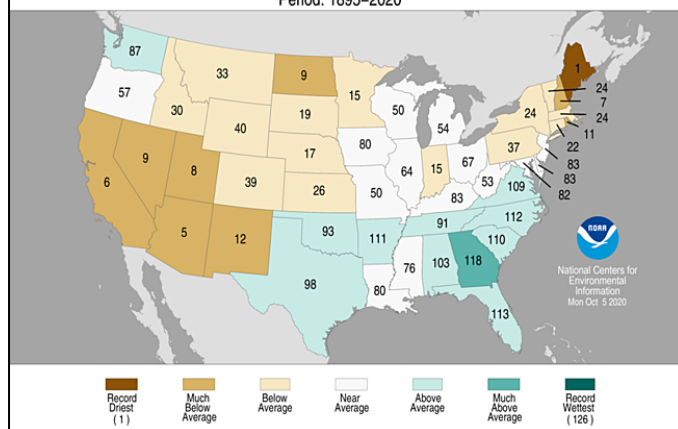 Period: 1895–2020
87
33
9
1
24
57
15
7
30
19
50
24
24
40
54
11
9
17
80
37
22
6
8
39
64
15
67
83
26
50
53
83
83
109
82
5
12
93
111
91
112
98
76
103
118
110
80
113
NOAA
National Centers for
Environmental
Information
Mon Oct 5 2020
Record
Driest
( 1 )
Much
Below
Average
Below
Average
Near
Average
Above
Average
Much
Above
Average
Record
Wettest
( 126 )